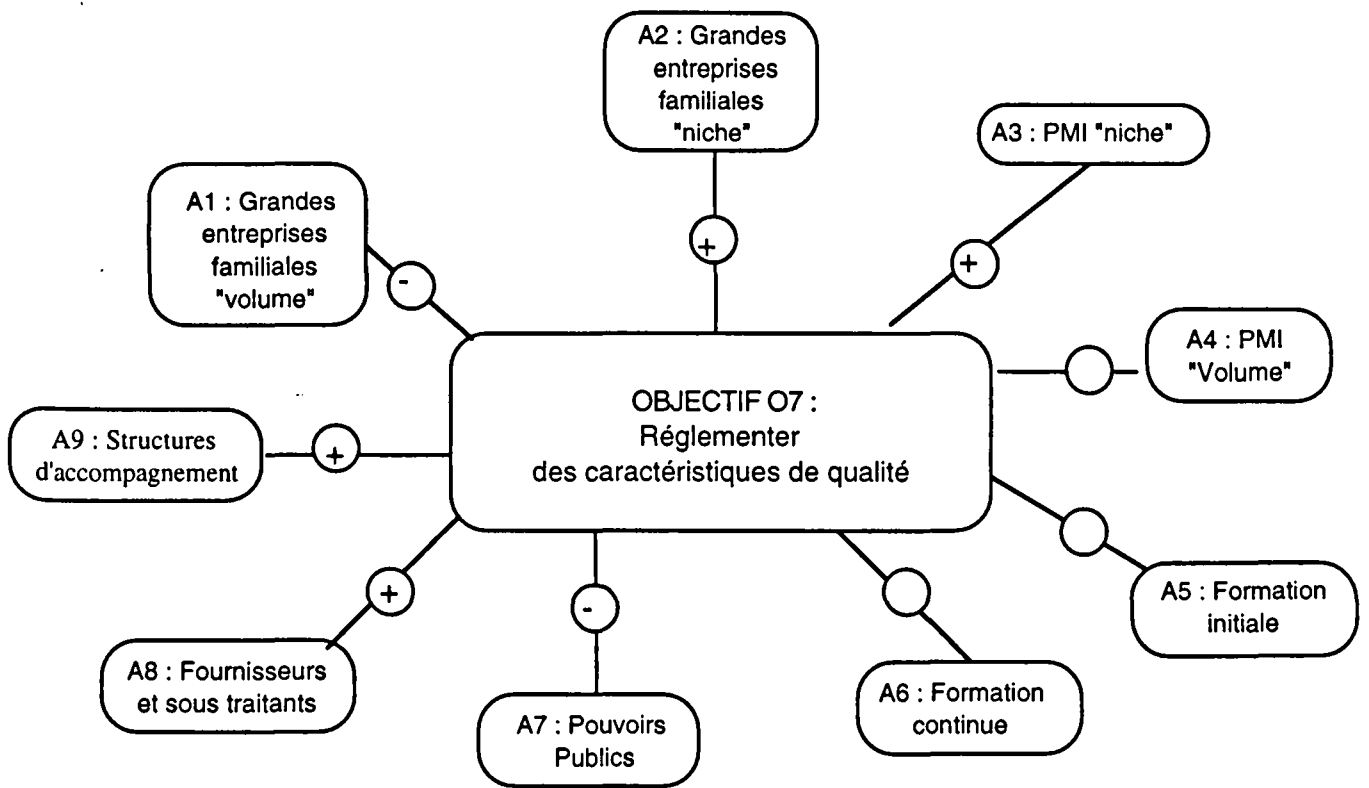 A2 : Grandes
entreprises
familiales
"niche"
A3 : PMI "niche"
A1 : Grandes
entreprises
familiales
"volume"
+
+
-
A4 : PMI
"Volume"
OBJECTIF O7 :
Réglementer
des caractéristiques de qualité
A9 : Structures
d'accompagnement
+
A5 : Formation
initiale
+
-
A8 : Fournisseurs
et sous traitants
A6 : Formation
continue
A7 : Pouvoirs
Publics